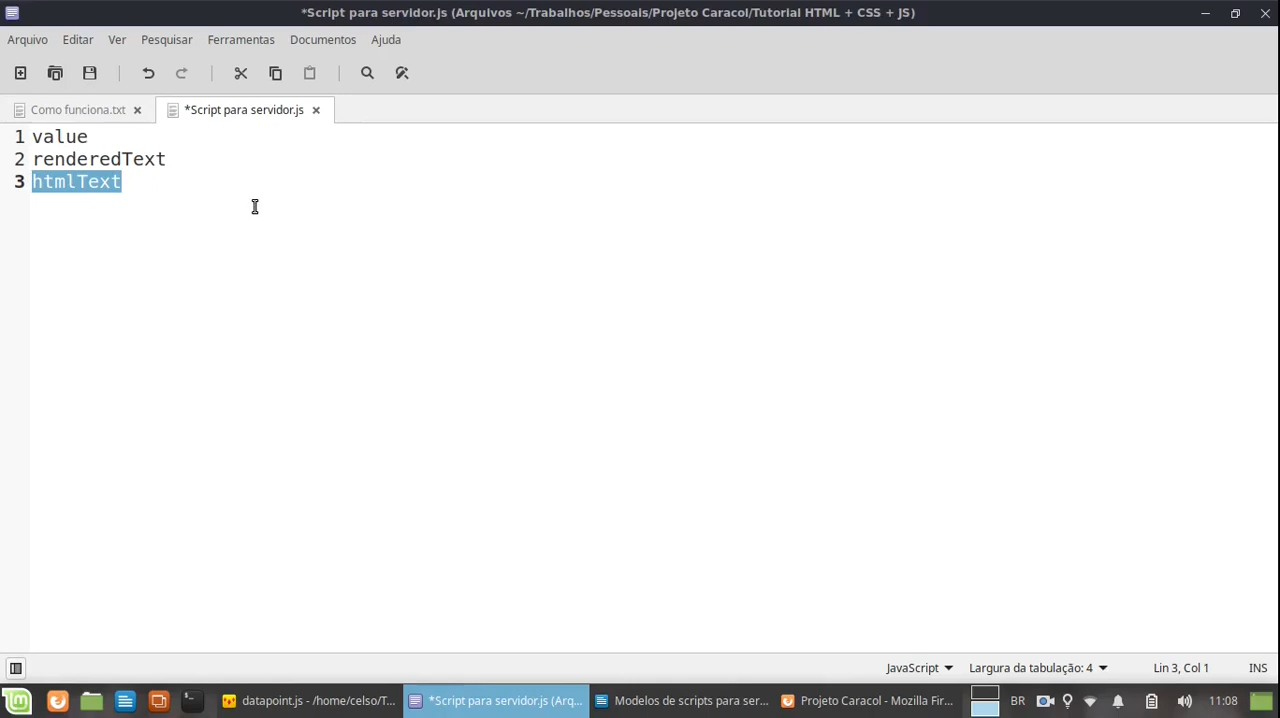 *Script para servidor.js (Arquivos ~/Trabalhos/Pessoais/Projeto Caracol/Tutorial HTML + CSS + JS)
Arquivo Editar Ver Pesquisar Ferramentas Documentos Ajuda
Como funciona.txt *Script para servidor.js
1 value
2 renderedText
3 htmlText
JavaScript Largura da tabulação: 4 Lin 3, Col 1 INS
datapoint.js - /home/celso/T... *Script para servidor.js (Arq... Modelos de scripts para ser... Projeto Caracol - Mozilla Fir... BR 11:08